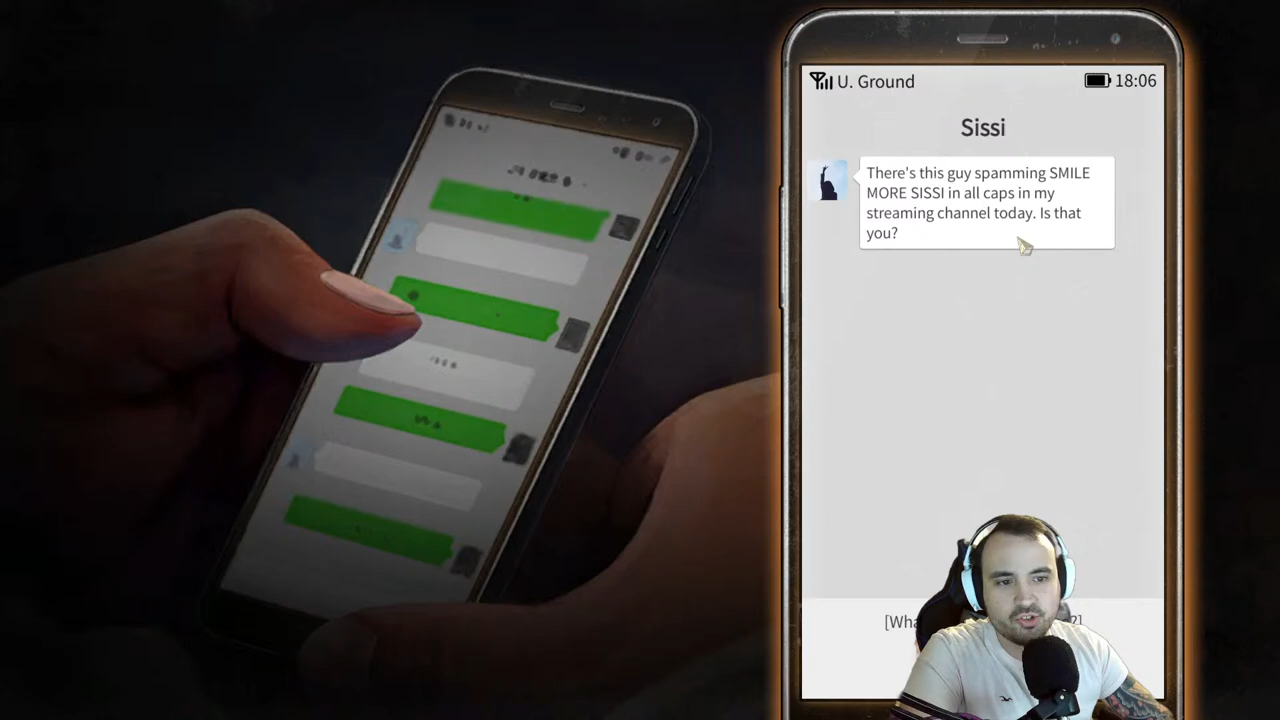 U. Ground 18:06
Sissi
There's this guy spamming SMILE
MORE SISSI in all caps in my
streaming channel today. Is that
you?